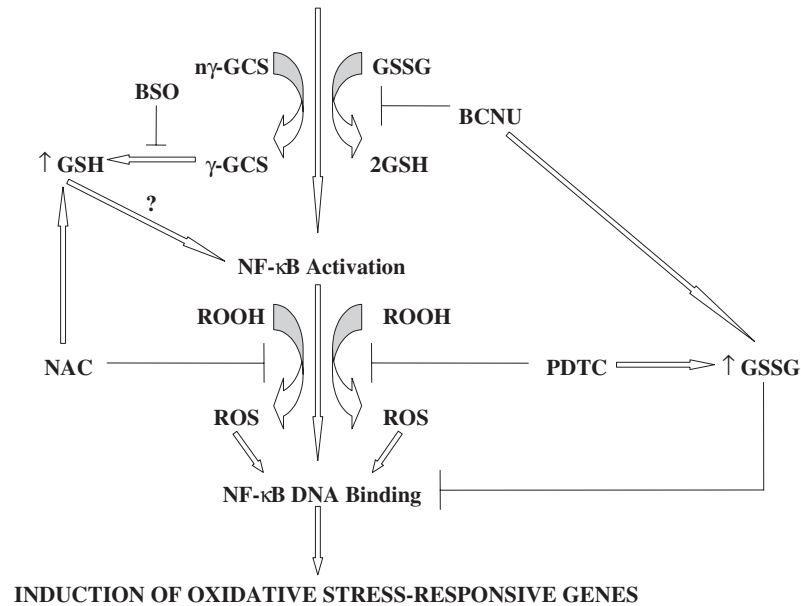 nγ-GCS GSSG
BSO
BCNU
↑ GSH γ-GCS 2GSH
?
NF-κB Activation
ROOH ROOH
NAC PDTC ↑ GSSG
ROS ROS
NF-κB DNA Binding
INDUCTION OF OXIDATIVE STRESS-RESPONSIVE GENES